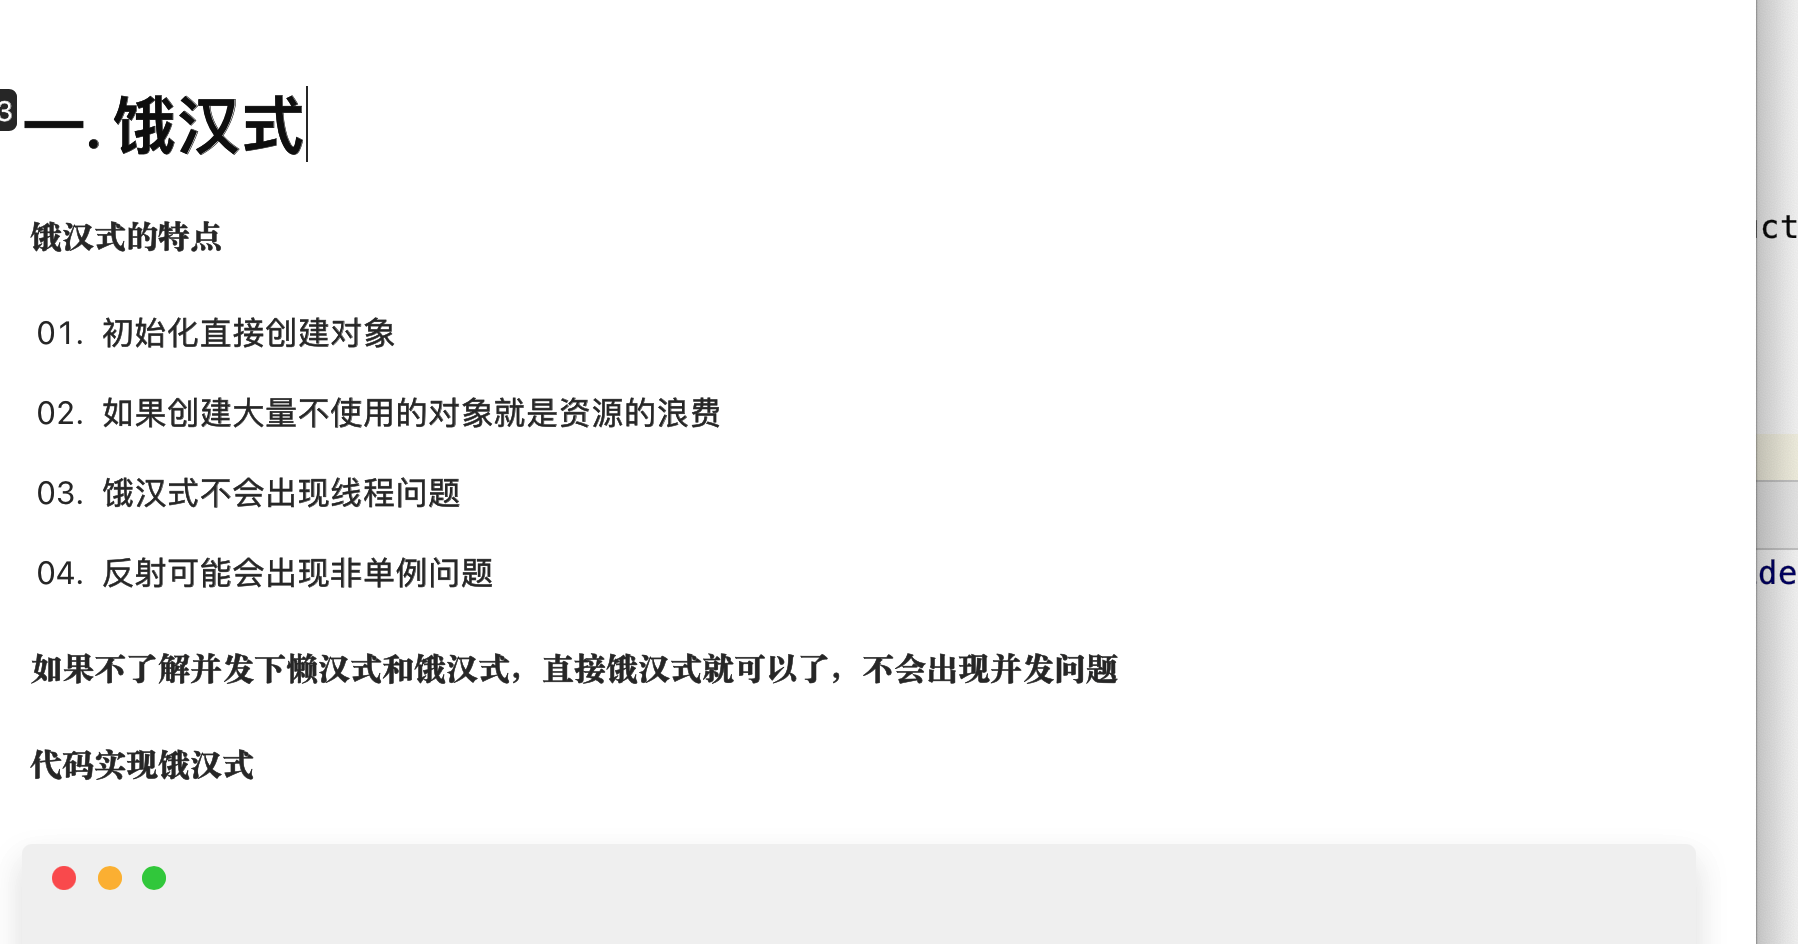 3
一. 饿汉式
饿汉式的特点
01. 初始化直接创建对象
02. 如果创建大量不使用的对象就是资源的浪费
03. 饿汉式不会出现线程问题
04. 反射可能会出现非单例问题
如果不了解并发下懒汉式和饿汉式，直接饿汉式就可以了，不会出现并发问题
代码实现饿汉式
ct
de